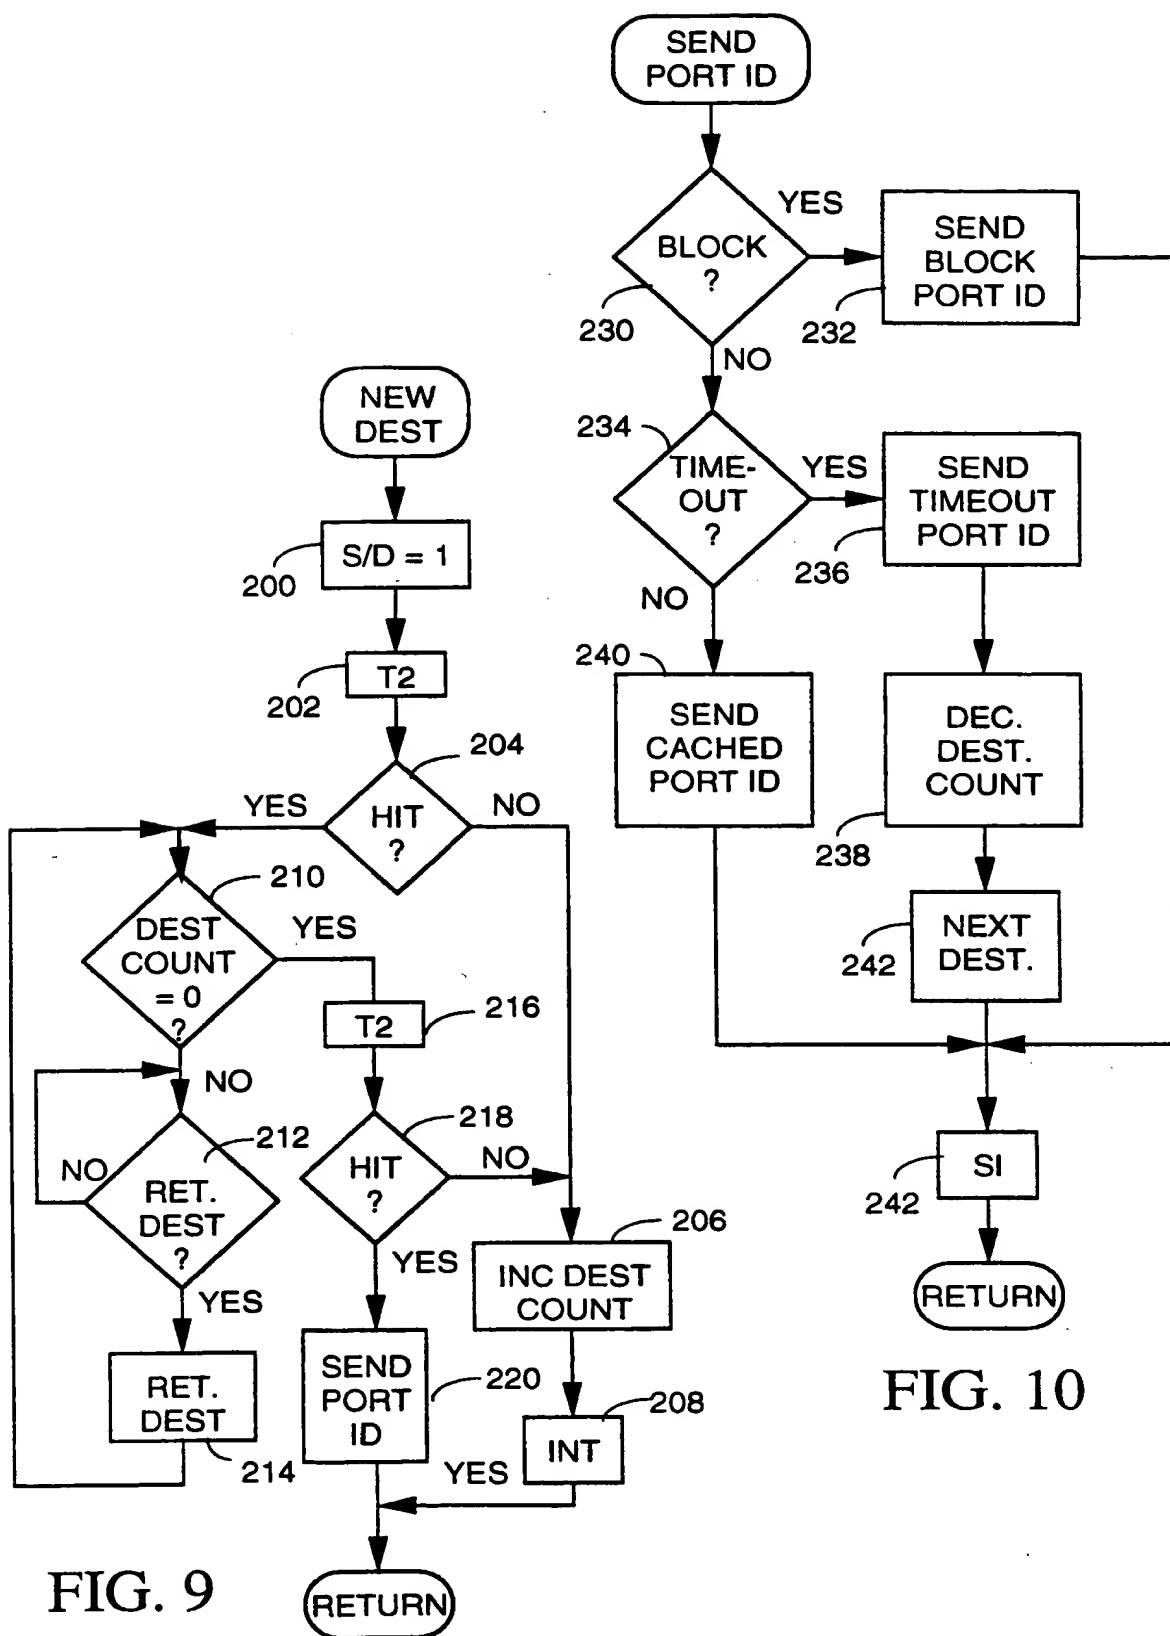 NEW
DEST
200
S/D = 1
202
T2
204
HIT
?
YES
NO
210
DEST
COUNT
= 0
?
YES
NO
216
T2
212
RET.
DEST
?
NO
YES
218
HIT
?
NO
YES
206
INC DEST
COUNT
RET.
DEST
214
SEND
PORT
ID
220
208
INT
YES
RETURN
FIG. 9
SEND
PORT ID
BLOCK
?
230
YES
NO
SEND
BLOCK
PORT ID
232
234
TIME-
OUT
?
YES
NO
SEND
TIMEOUT
PORT ID
236
240
SEND
CACHED
PORT ID
DEC.
DEST.
COUNT
238
NEXT
DEST.
242
SI
242
RETURN
FIG. 10